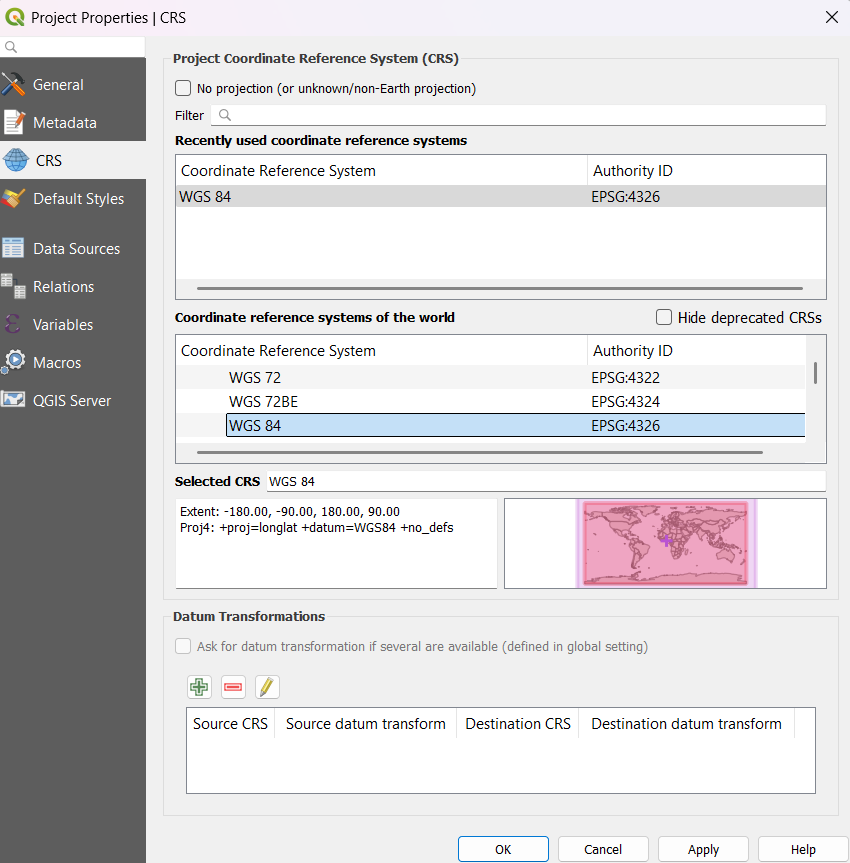 Project Properties | CRS
General
Metadata
CRS
Default Styles
Data Sources
Relations
Variables
Macros
QGIS Server
Project Coordinate Reference System (CRS)
No projection (or unknown/non-Earth projection)
Filter
Recently used coordinate reference systems
Coordinate Reference System Authority ID
WGS 84 EPSG:4326
Coordinate reference systems of the world Hide deprecated CRSs
Coordinate Reference System Authority ID
WGS 72 EPSG:4322
WGS 72BE EPSG:4324
WGS 84 EPSG:4326
Selected CRS WGS 84
Extent: -180.00, -90.00, 180.00, 90.00
Proj4: +proj=longlat +datum=WGS84 +no_defs
Datum Transformations
Ask for datum transformation if several are available (defined in global setting)
Source CRS Source datum transform Destination CRS Destination datum transform
OK Cancel Apply Help